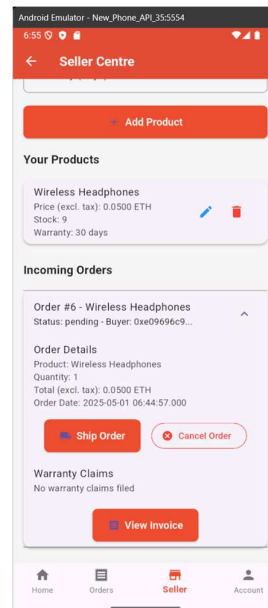 Android Emulator - New_Phone_API_35:5554
6:55
Seller Centre
+ Add Product
Your Products
Wireless Headphones
Price (excl. tax): 0.0500 ETH
Stock: 9
Warranty: 30 days
Incoming Orders
Order #6 - Wireless Headphones
Status: pending - Buyer: 0xe09696c9...
Order Details
Product: Wireless Headphones
Quantity: 1
Total (excl. tax): 0.0500 ETH
Order Date: 2025-05-01 06:44:57.000
Ship Order
Cancel Order
Warranty Claims
No warranty claims filed
View Invoice
Home
Orders
Seller
Account